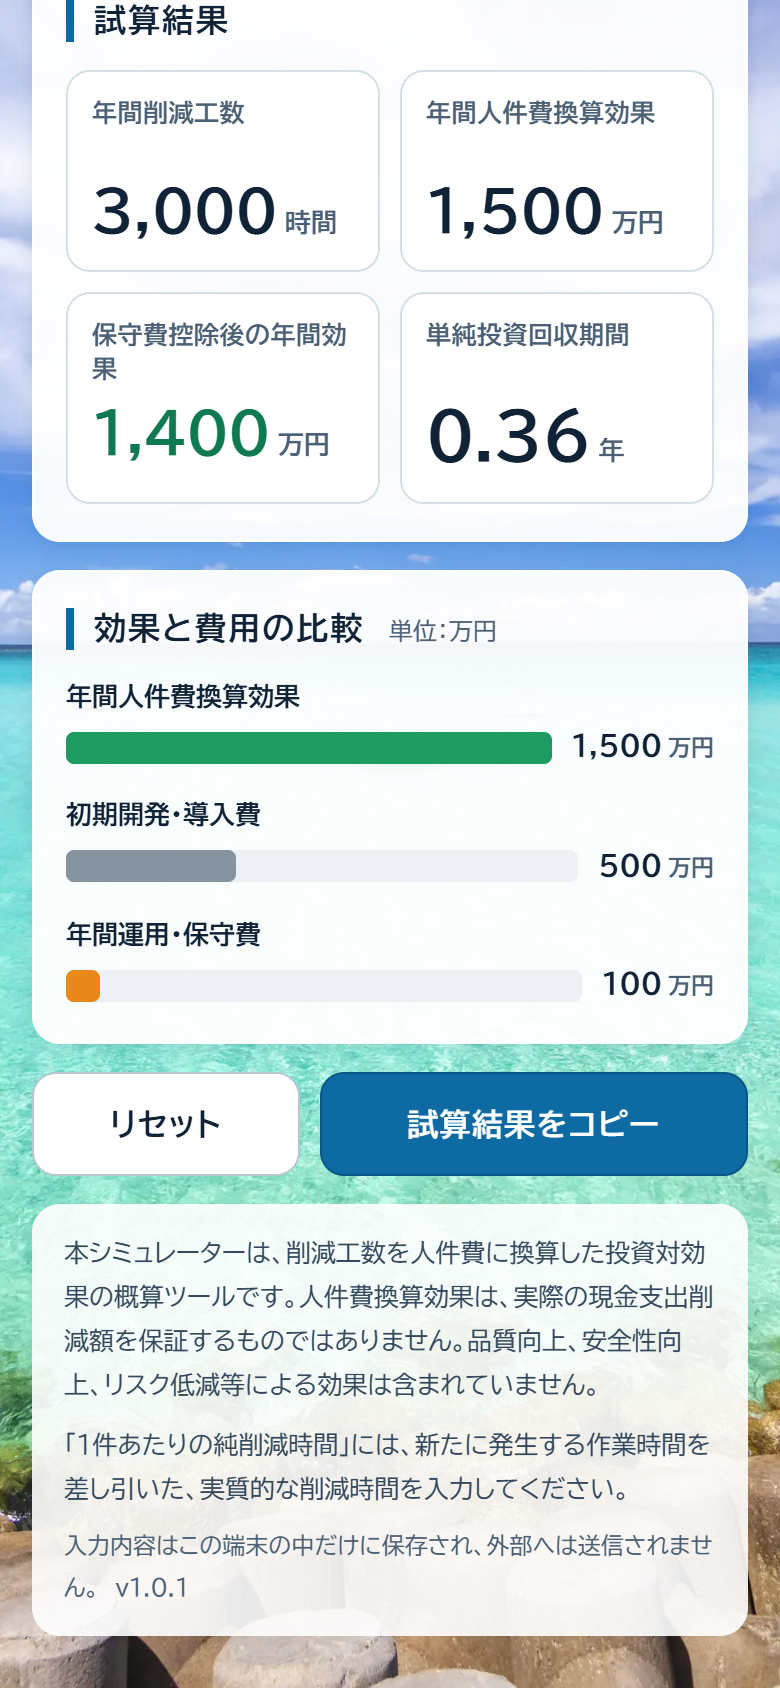 試算結果
年間削減工数
3,000 時間
年間人件費換算効果
1,500 万円
保守費控除後の年間効
果
1,400 万円
単純投資回収期間
0.36 年
効果と費用の比較 単位：万円
年間人件費換算効果
1,500 万円
初期開発・導入費
500 万円
年間運用・保守費
100 万円
リセット
試算結果をコピー
本シミュレーターは、削減工数を人件費に換算した投資対効
果の概算ツールです。人件費換算効果は、実際の現金支出削
減額を保証するものではありません。品質向上、安全性向
上、リスク低減等による効果は含まれていません。
「1件あたりの純削減時間」には、新たに発生する作業時間を
差し引いた、実質的な削減時間を入力してください。
入力内容はこの端末の中だけに保存され、外部へは送信されませ
ん。 v1.0.1